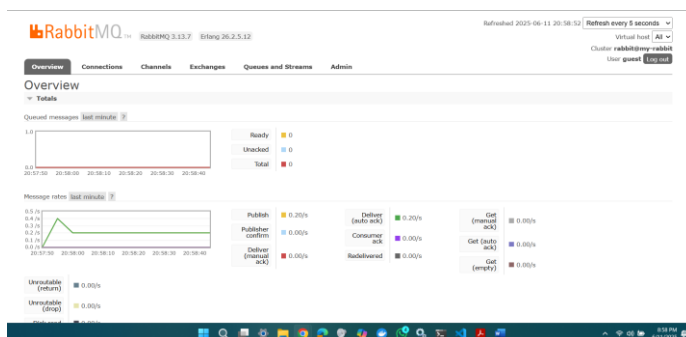 RabbitMQ TM RabbitMQ 3.13.7 Erlang 26.2.5.12
Refreshed 2025-06-11 20:58:52 Refresh every 5 seconds
Virtual host All
Cluster rabbit@my-rabbit
User guest Log out
Overview Connections Channels Exchanges Queues and Streams Admin
Overview
Totals
Queued messages last minute ?
1.0
0.0
20:57:50 20:58:00 20:58:10 20:58:20 20:58:30 20:58:40
Ready 0
Unacked 0
Total 0
Message rates last minute ?
0.5 /s
0.4 /s
0.3 /s
0.2 /s
0.1 /s
0.0 /s
20:57:50 20:58:00 20:58:10 20:58:20 20:58:30 20:58:40
Publish 0.20/s
Publisher
confirm 0.00/s
Deliver
(manual
ack) 0.00/s
Deliver
(auto ack) 0.20/s
Consumer
ack 0.00/s
Redelivered 0.00/s
Get
(manual
ack) 0.00/s
Get (auto
ack) 0.00/s
Get
(empty) 0.00/s
Unroutable
(return) 0.00/s
Unroutable
(drop) 0.00/s
8:58 PM